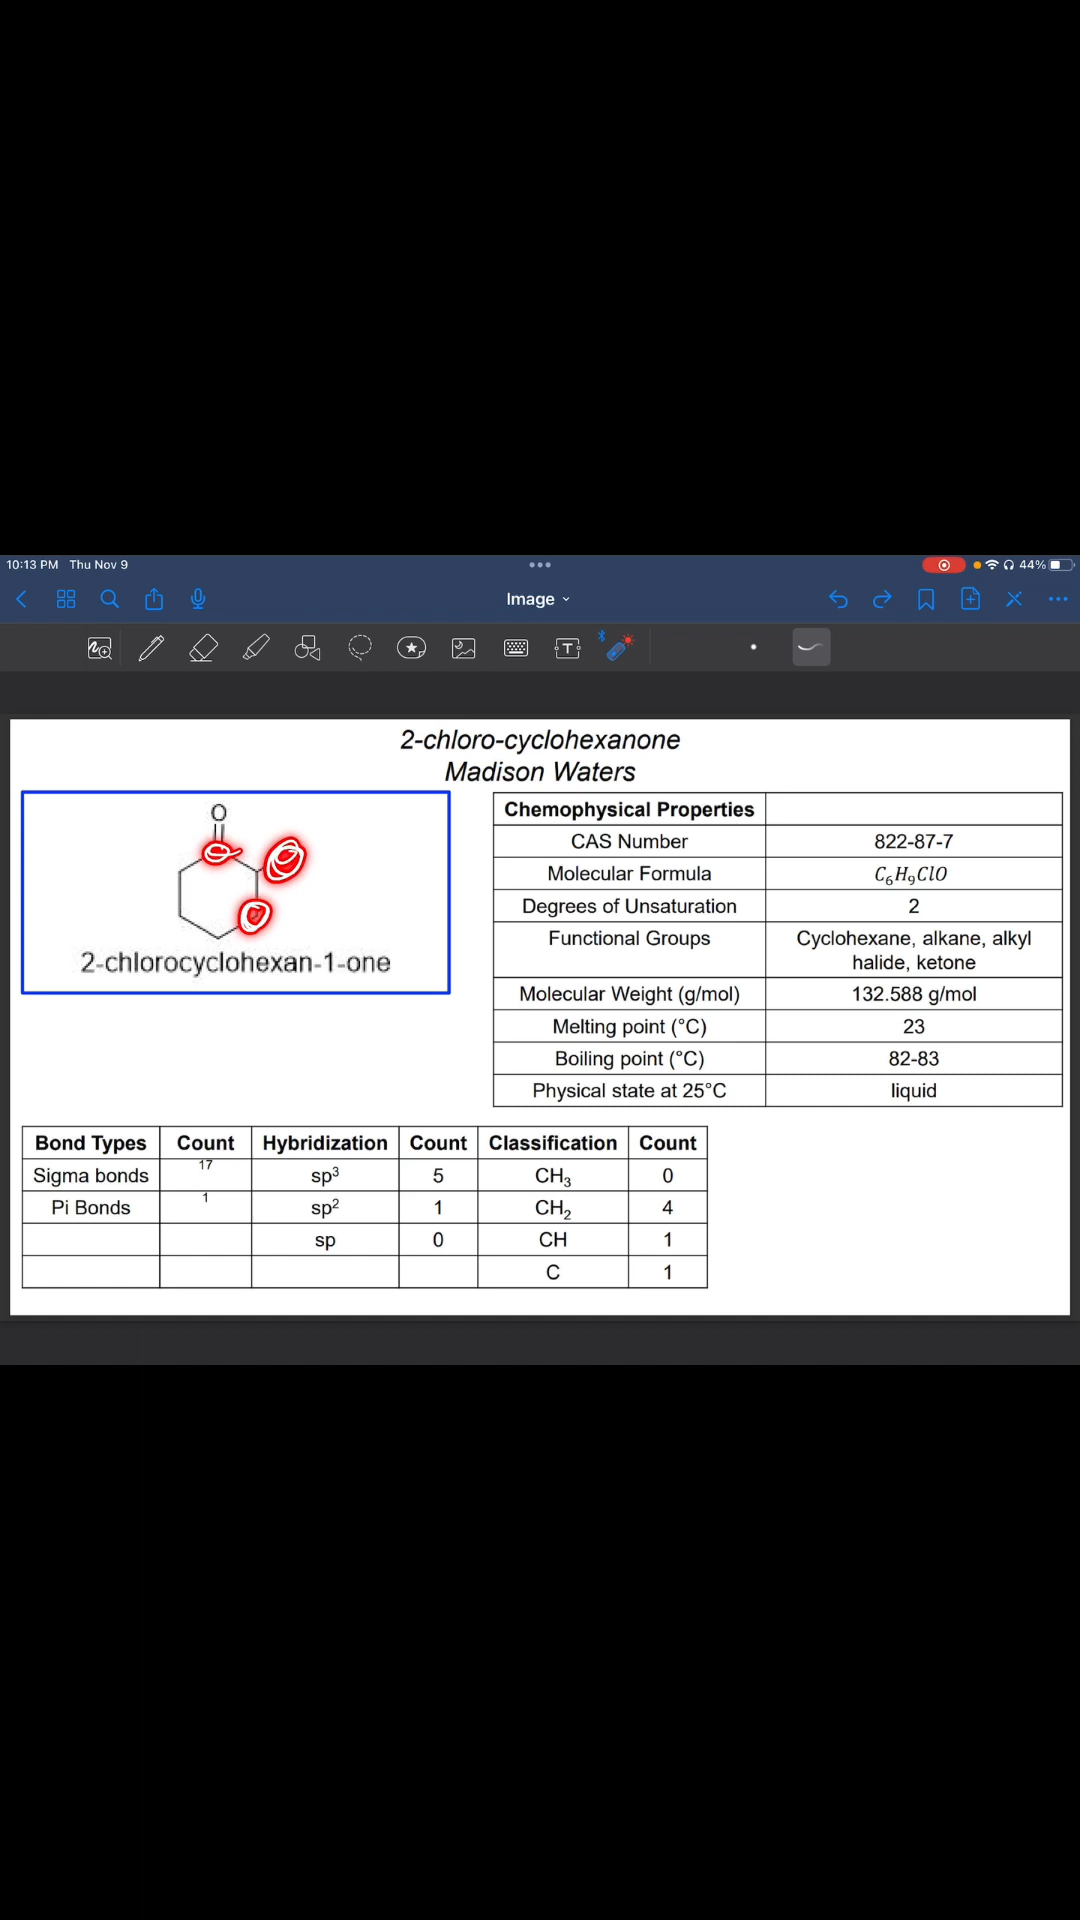 10:13 PM Thu Nov 9
44%
Image
T
2-chloro-cyclohexanone
Madison Waters
O
2-chlorocyclohexan-1-one
Chemophysical Properties
CAS Number 822-87-7
Molecular Formula C₆H₉ClO
Degrees of Unsaturation 2
Functional Groups Cyclohexane, alkane, alkyl
halide, ketone
Molecular Weight (g/mol) 132.588 g/mol
Melting point (°C) 23
Boiling point (°C) 82-83
Physical state at 25°C liquid
Bond Types Count Hybridization Count Classification Count
Sigma bonds 17 sp³ 5 CH₃ 0
Pi Bonds 1 sp² 1 CH₂ 4
sp 0 CH 1
C 1